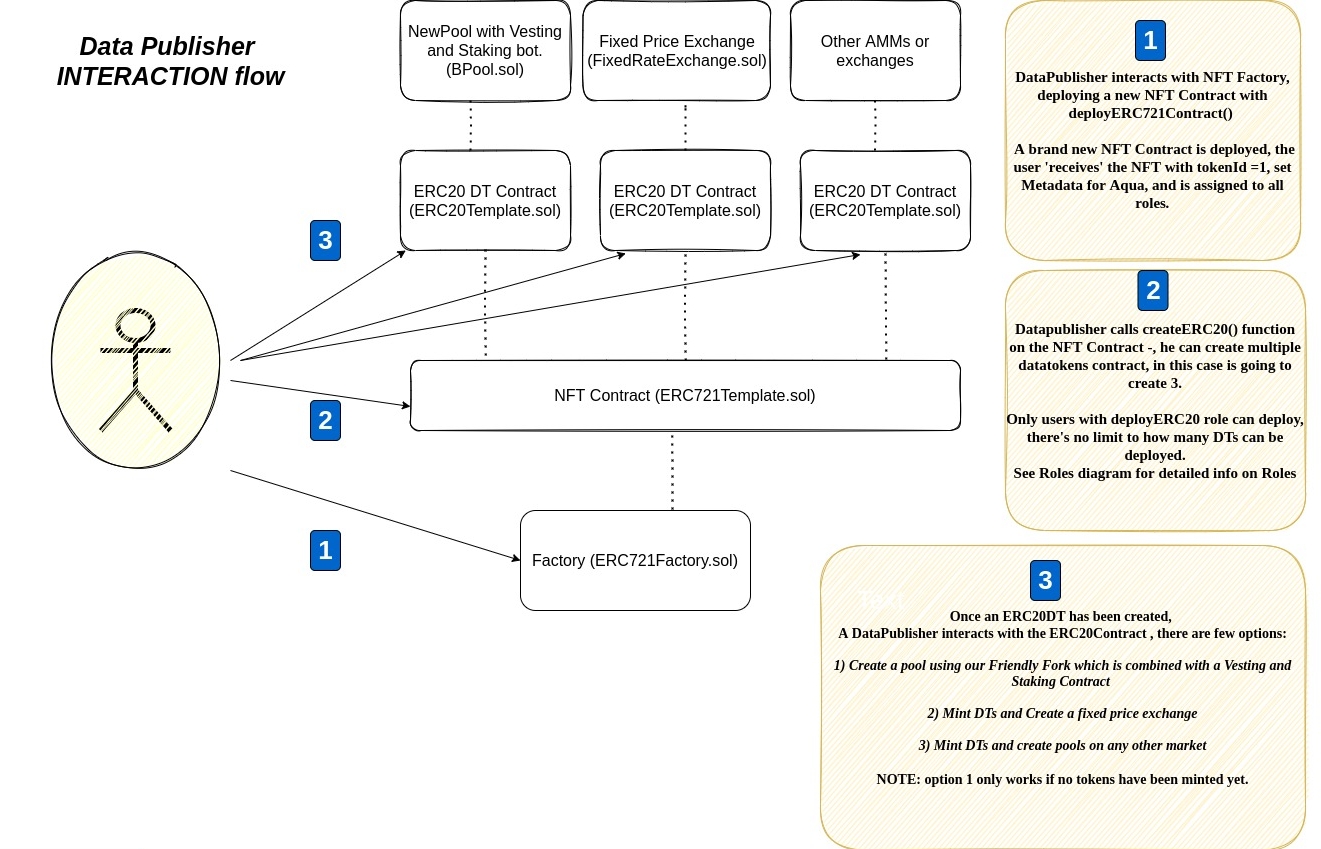 Data Publisher
INTERACTION flow
NewPool with Vesting
and Staking bot.
(BPool.sol)
Fixed Price Exchange
(FixedRateExchange.sol)
Other AMMs or
exchanges
ERC20 DT Contract
(ERC20Template.sol)
ERC20 DT Contract
(ERC20Template.sol)
ERC20 DT Contract
(ERC20Template.sol)
3
2
1
NFT Contract (ERC721Template.sol)
Factory (ERC721Factory.sol)
1
DataPublisher interacts with NFT Factory,
deploying a new NFT Contract with
deployERC721Contract()
A brand new NFT Contract is deployed, the
user 'receives' the NFT with tokenId =1, set
Metadata for Aqua, and is assigned to all
roles.
2
Datapublisher calls createERC20() function
on the NFT Contract -, he can create multiple
datatokens contract, in this case is going to
create 3.
Only users with deployERC20 role can deploy,
there's no limit to how many DTs can be
deployed.
See Roles diagram for detailed info on Roles
3
Text
Once an ERC20DT has been created,
A DataPublisher interacts with the ERC20Contract , there are few options:
1) Create a pool using our Friendly Fork which is combined with a Vesting and
Staking Contract
2) Mint DTs and Create a fixed price exchange
3) Mint DTs and create pools on any other market
NOTE: option 1 only works if no tokens have been minted yet.